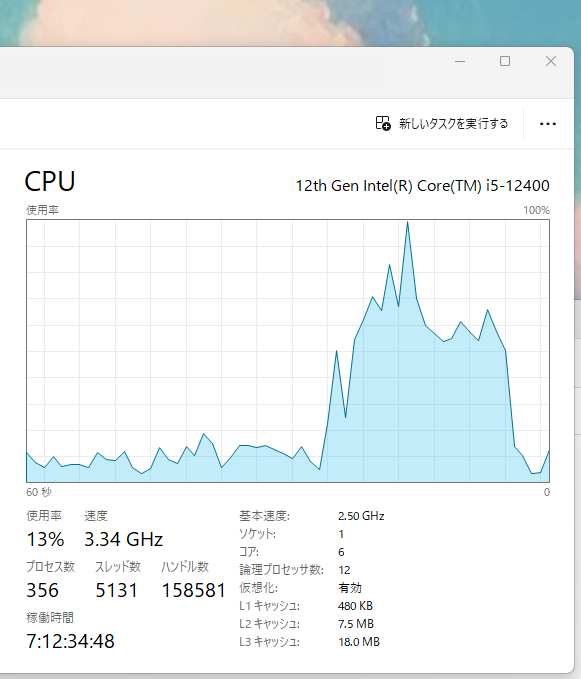 新しいタスクを実行する
CPU 12th Gen Intel(R) Core(TM) i5-12400
使用率 100%
60 秒 0
使用率 速度 基本速度: 2.50 GHz
13% 3.34 GHz ソケット: 1
コア: 6
プロセス数 スレッド数 ハンドル数 論理プロセッサ数: 12
356 5131 158581 仮想化: 有効
稼働時間 L1 キャッシュ: 480 KB
L2 キャッシュ: 7.5 MB
7:12:34:48 L3 キャッシュ: 18.0 MB